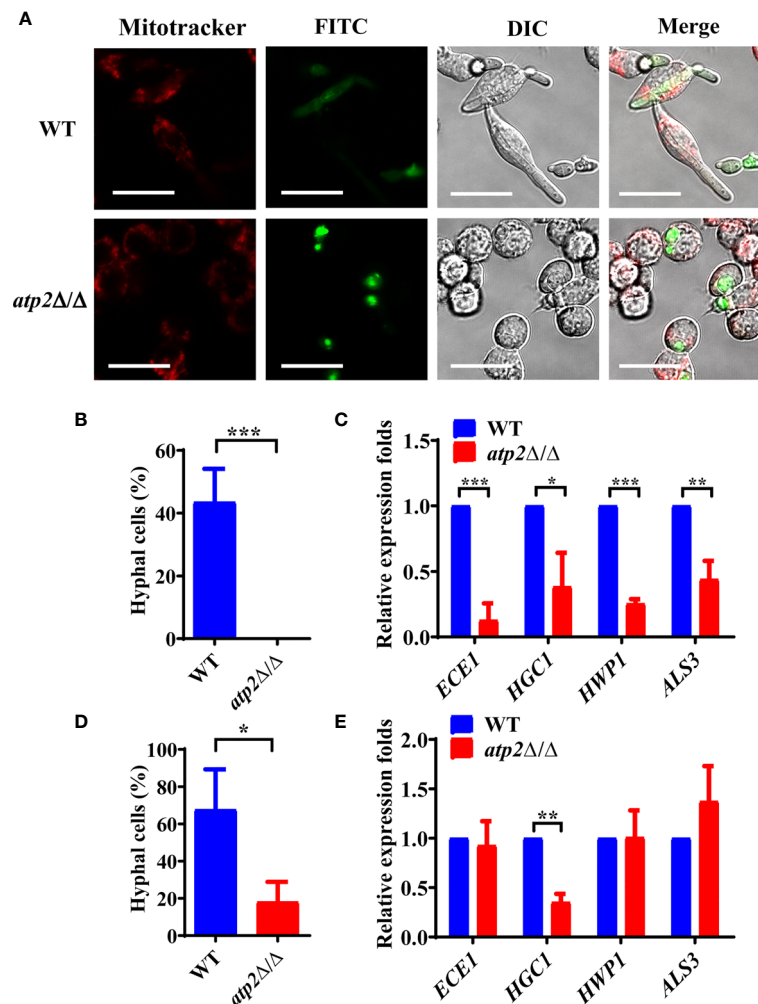 A
Mitotracker FITC DIC Merge
WT
atp2Δ/Δ
B
***
Hyphal cells (%)
60
40
20
0
WT
atp2Δ/Δ
C
WT
atp2Δ/Δ
Relative expression folds
1.5
1.0
0.5
0.0
*** * *** **
ECE1 HGC1 HWP1 ALS3
D
*
Hyphal cells (%)
100
80
60
40
20
0
WT
atp2Δ/Δ
E
WT
atp2Δ/Δ
Relative expression folds
2.0
1.5
1.0
0.5
0.0
**
ECE1 HGC1 HWP1 ALS3